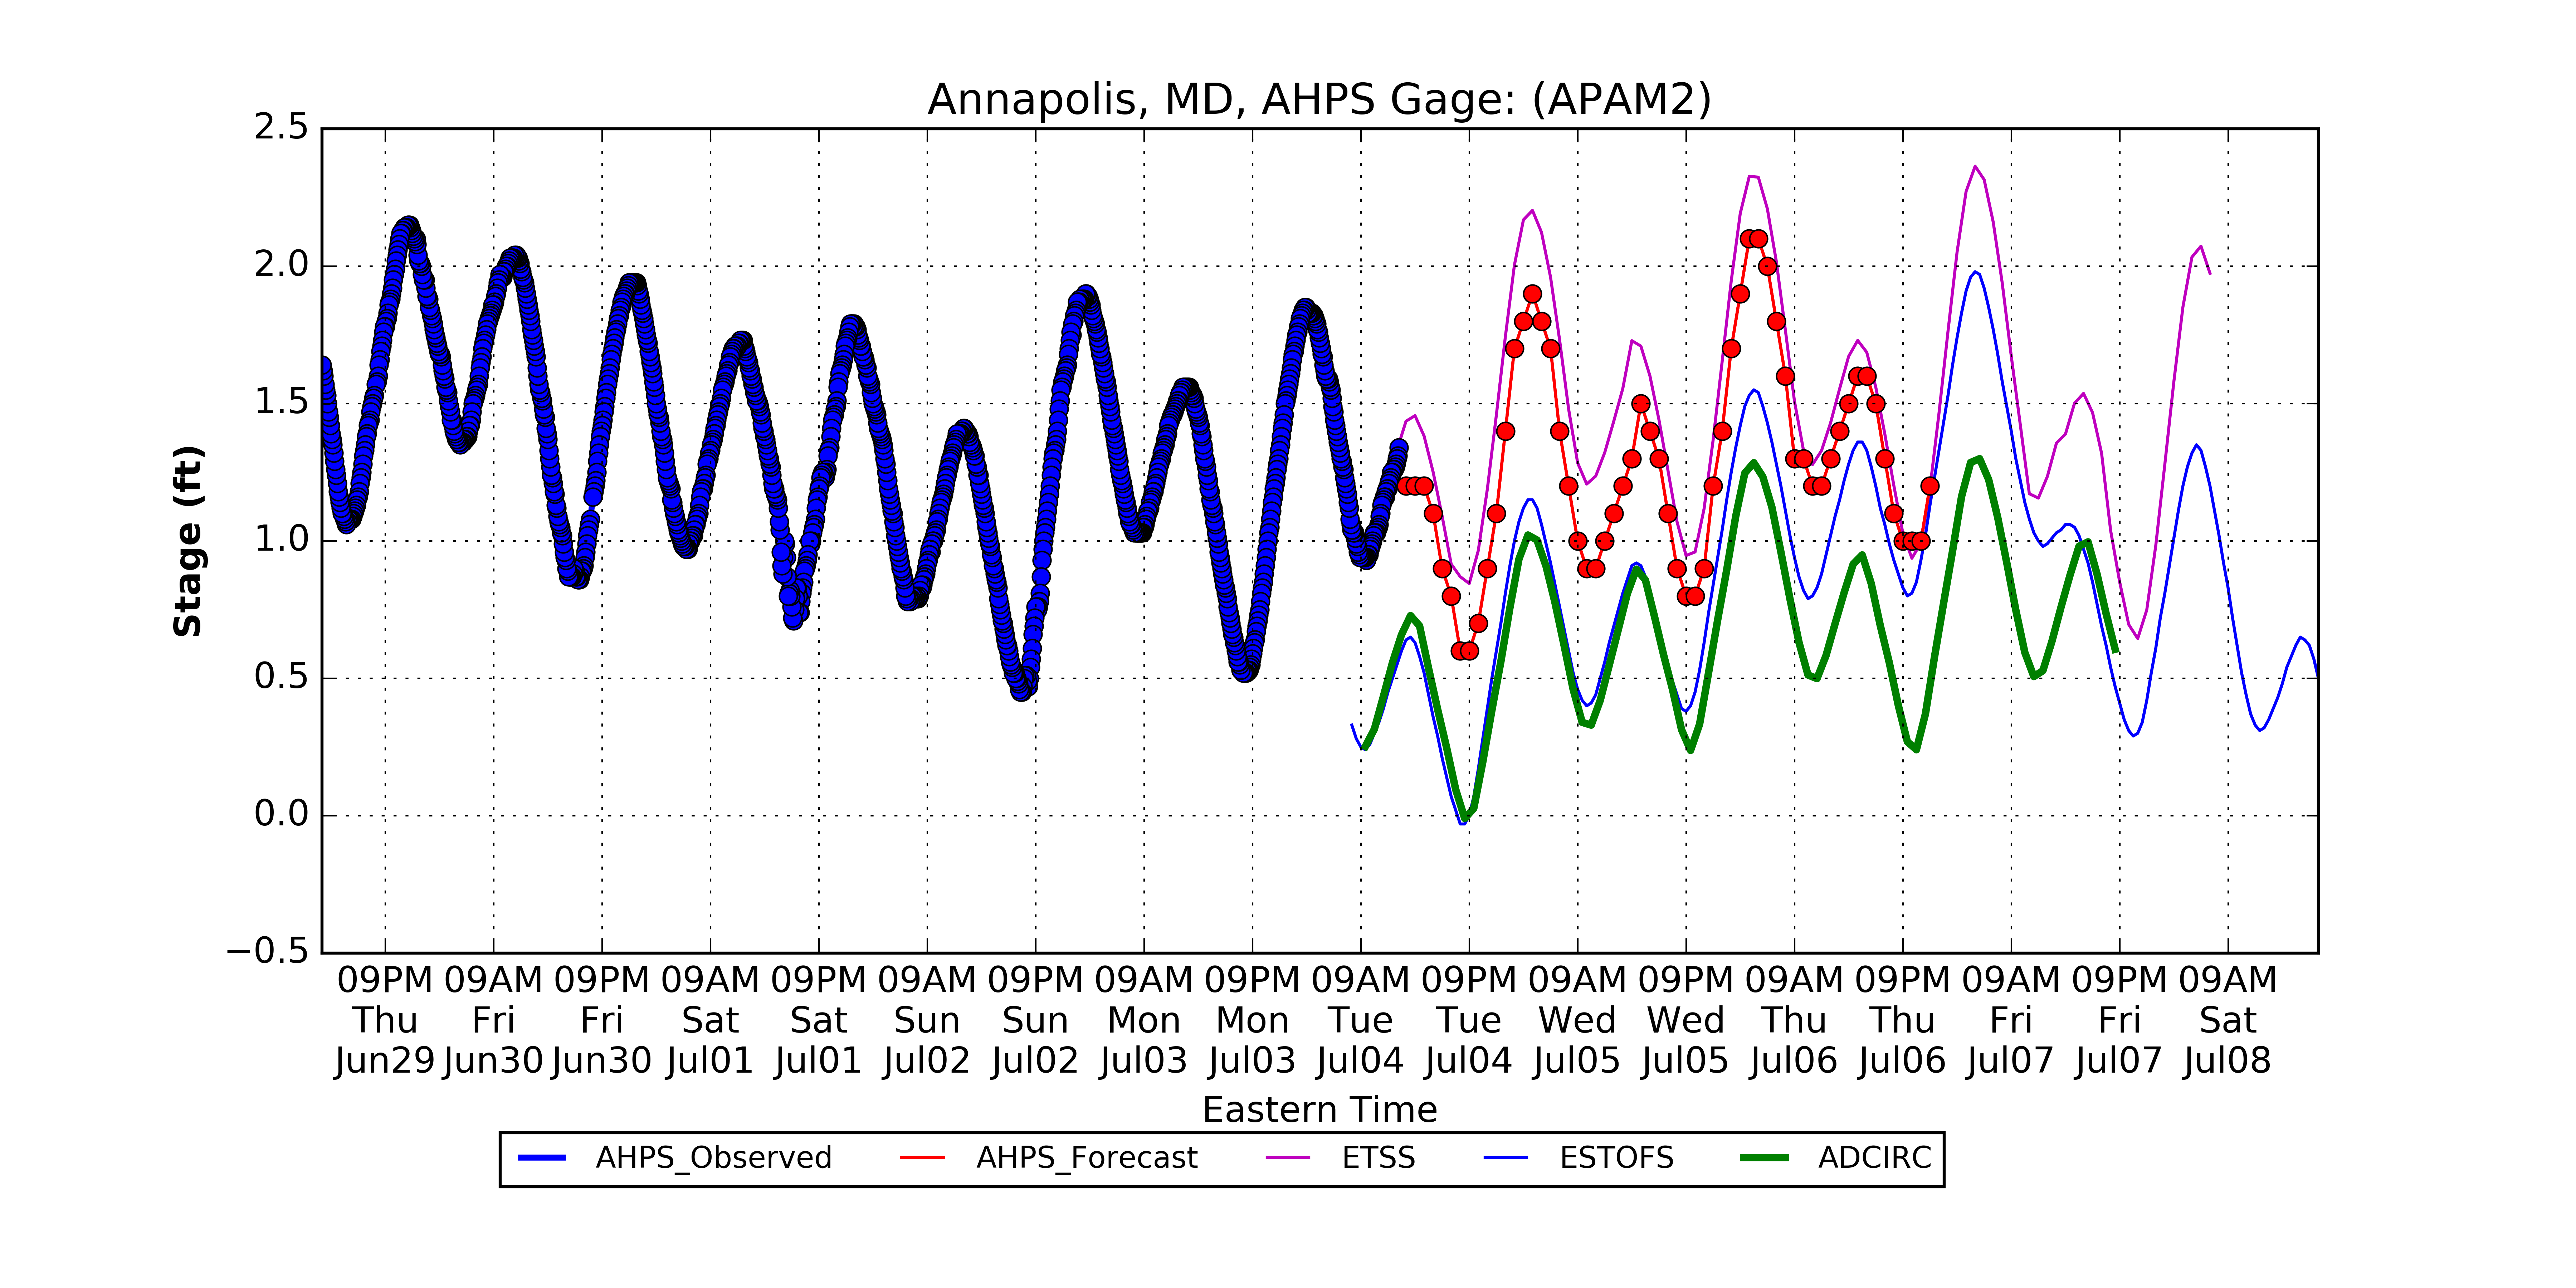 Annapolis, MD, AHPS Gage: (APAM2)
2.5
2.0
1.5
1.0
0.5
0.0
−0.5
Stage (ft)
09PM 09AM 09PM 09AM 09PM 09AM 09PM 09AM 09PM 09AM 09PM 09AM 09PM 09AM 09PM 09AM 09PM 09AM
Thu Fri Fri Sat Sat Sun Sun Mon Mon Tue Tue Wed Wed Thu Thu Fri Fri Sat
Jun29 Jun30 Jun30 Jul01 Jul01 Jul02 Jul02 Jul03 Jul03 Jul04 Jul04 Jul05 Jul05 Jul06 Jul06 Jul07 Jul07 Jul08
Eastern Time
AHPS_Observed AHPS_Forecast ETSS ESTOFS ADCIRC